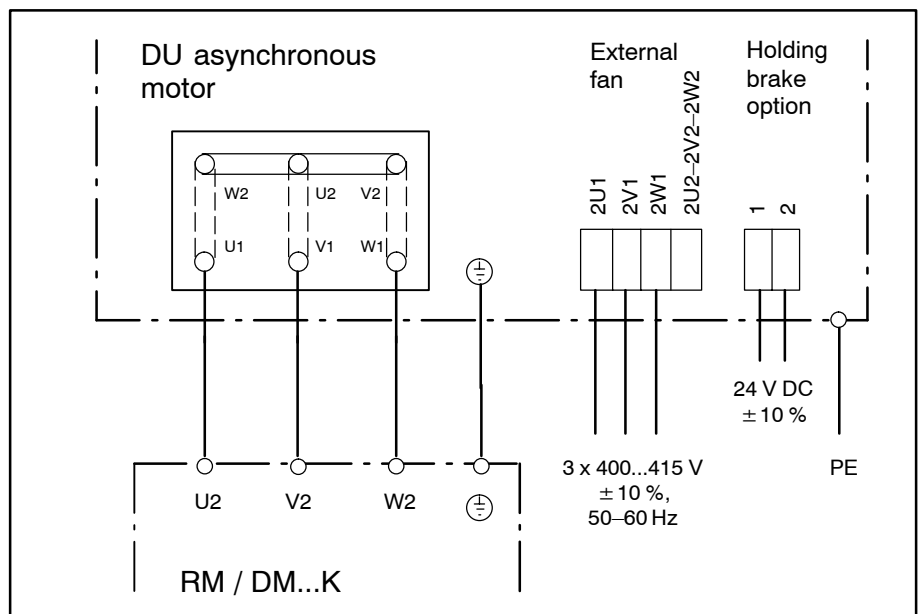 DU asynchronous
motor
External
fan
Holding
brake
option
W2
U2
V2
U1
V1
W1
2U1
2V1
2W1
2U2–2V2–2W2
1
2
24 V DC
±10 %
3 x 400...415 V
±10 %,
50–60 Hz
PE
U2
V2
W2
RM / DM...K